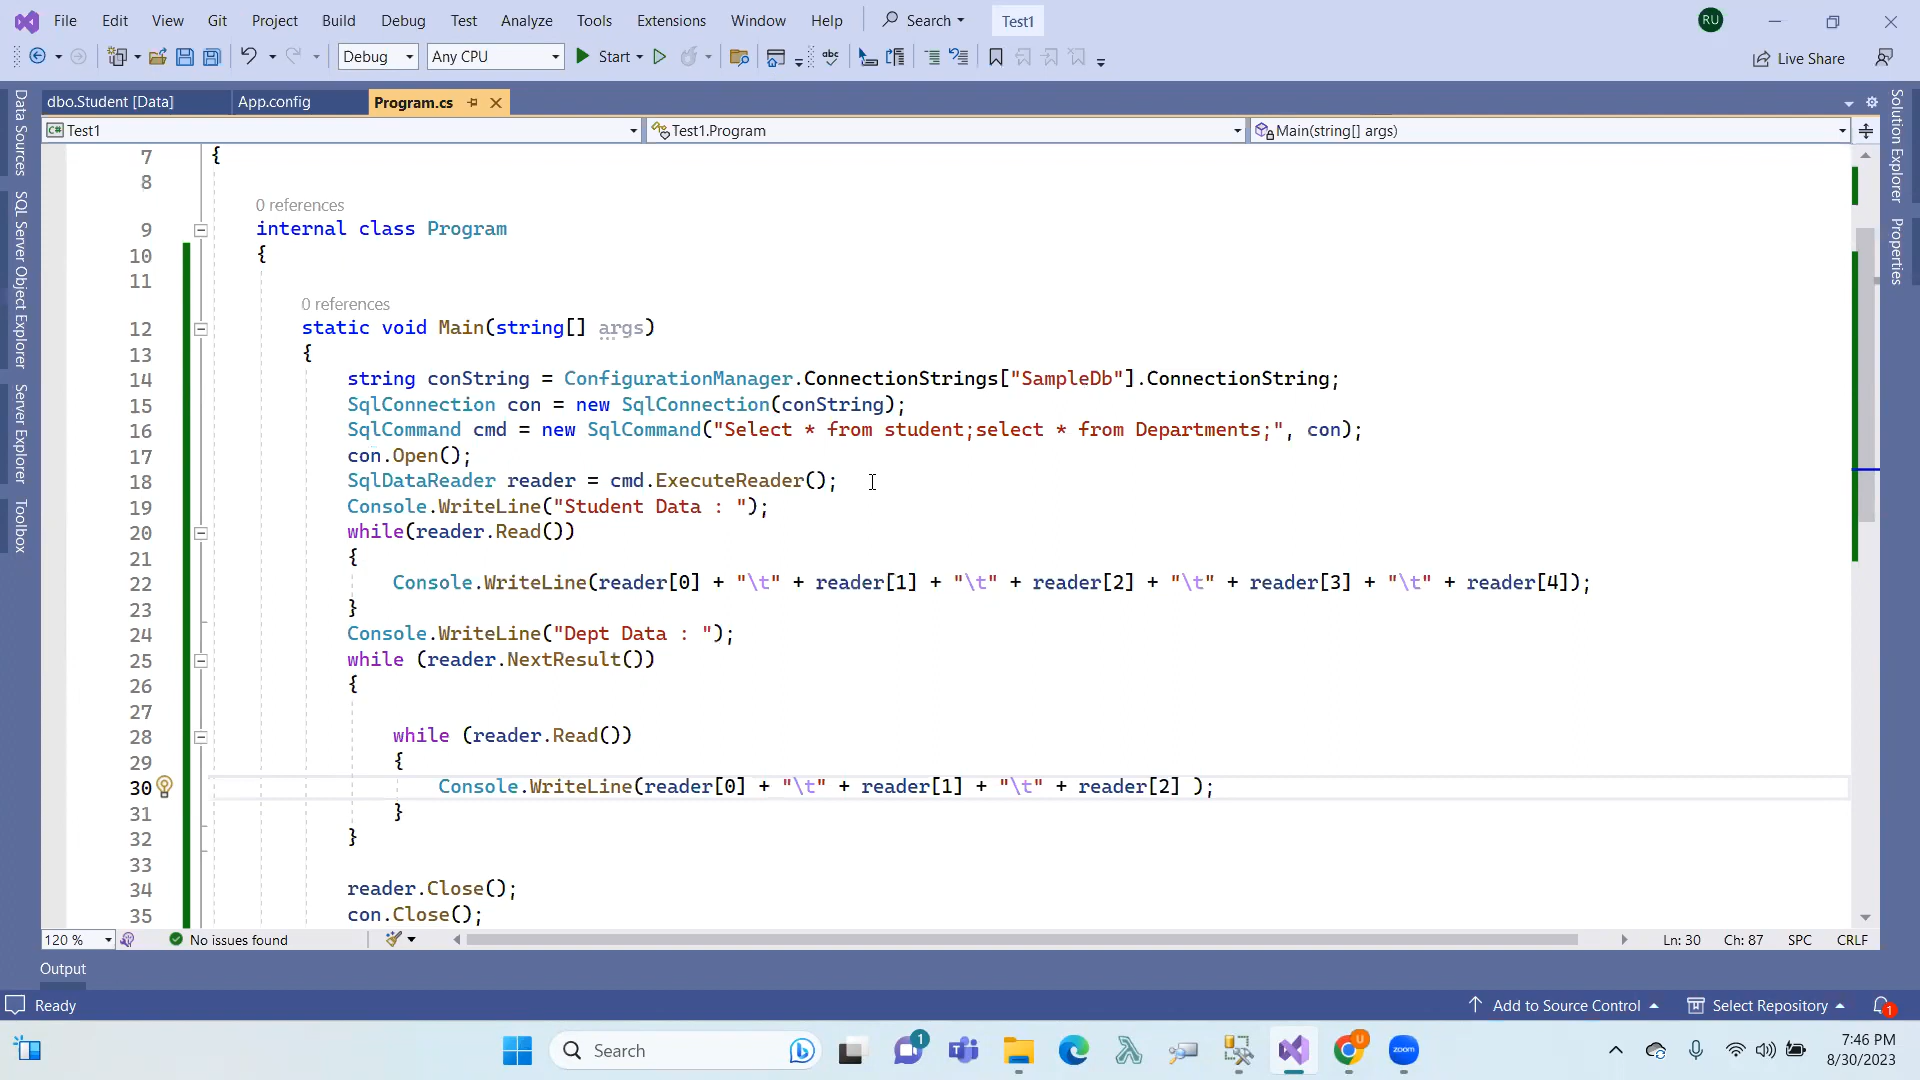 File Edit View Git Project Build Debug Test Analyze Tools Extensions Window Help Search Test1 RU
Debug Any CPU Start abc Live Share
dbo.Student [Data] App.config Program.cs
C# Test1 Test1.Program Main(string[] args)
Data Sources
SQL Server Object Explorer
Server Explorer
Toolbox
Solution Explorer
Properties
7 {
8
0 references
9 internal class Program
10 {
11
0 references
12 static void Main(string[] args)
13 {
14 string conString = ConfigurationManager.ConnectionStrings["SampleDb"].ConnectionString;
15 SqlConnection con = new SqlConnection(conString);
16 SqlCommand cmd = new SqlCommand("Select * from student;select * from Departments;", con);
17 con.Open();
18 SqlDataReader reader = cmd.ExecuteReader();
19 Console.WriteLine("Student Data : ");
20 while(reader.Read())
21 {
22 Console.WriteLine(reader[0] + "\t" + reader[1] + "\t" + reader[2] + "\t" + reader[3] + "\t" + reader[4]);
23 }
24 Console.WriteLine("Dept Data : ");
25 while (reader.NextResult())
26 {
27
28 while (reader.Read())
29 {
30 Console.WriteLine(reader[0] + "\t" + reader[1] + "\t" + reader[2] );
31 }
32 }
33
34 reader.Close();
35 con.Close();
120 % No issues found Ln: 30 Ch: 87 SPC CRLF
Output
Ready Add to Source Control Select Repository 1
Search 1 U zoom 7:46 PM
8/30/2023